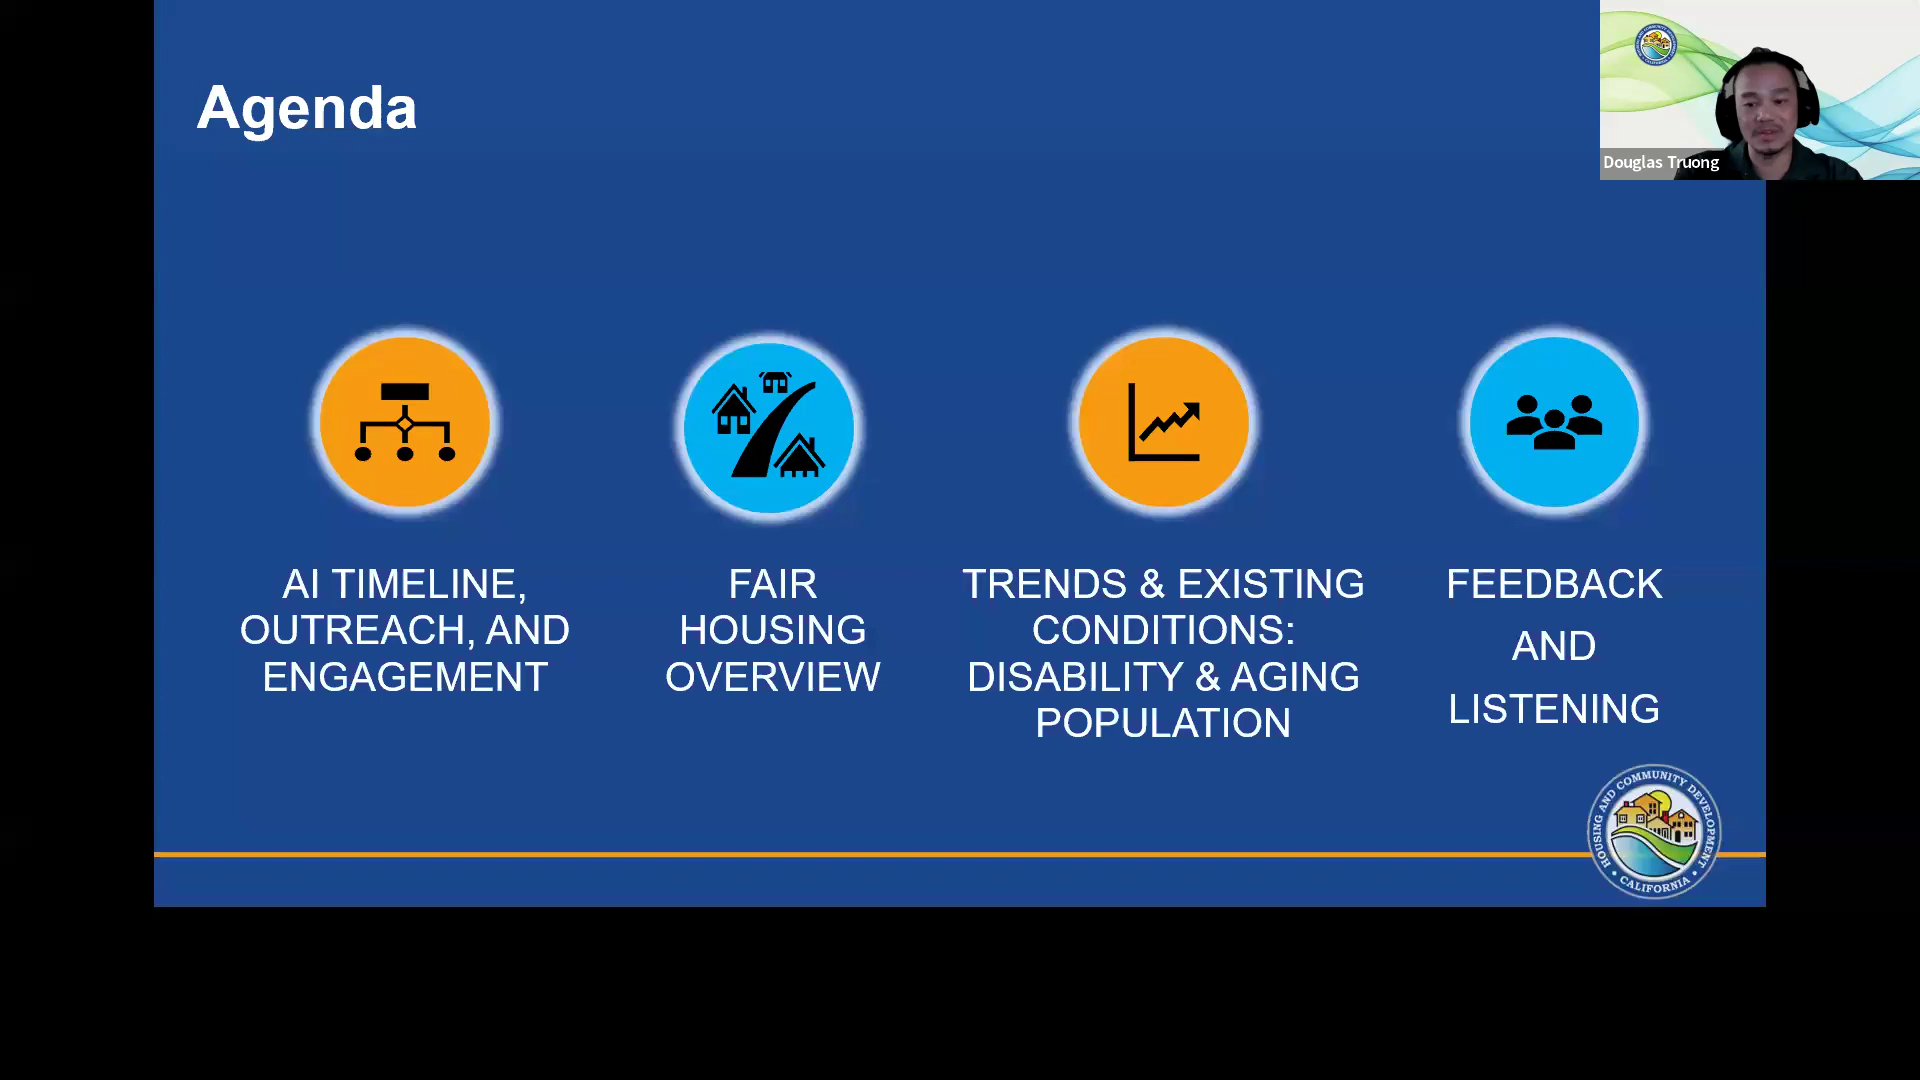 Agenda
Douglas Truong
AI TIMELINE,
OUTREACH, AND
ENGAGEMENT
FAIR
HOUSING
OVERVIEW
TRENDS & EXISTING
CONDITIONS:
DISABILITY & AGING
POPULATION
FEEDBACK
AND
LISTENING
HOUSING AND COMMUNITY DEVELOPMENT
• CALIFORNIA •